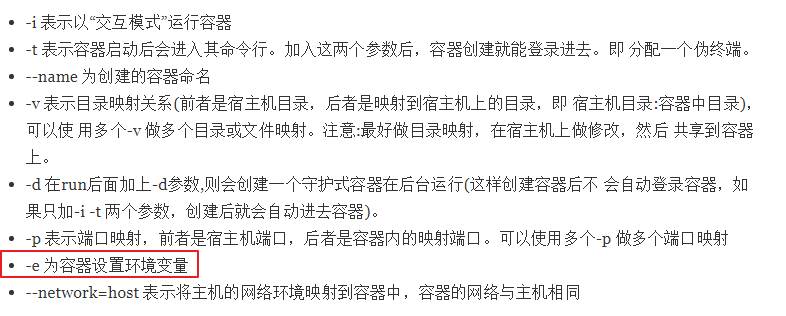 -i 表示以“交互模式”运行容器
-t 表示容器启动后会进入其命令行。加入这两个参数后，容器创建就能登录进去。即 分配一个伪终端。
--name 为创建的容器命名
-v 表示目录映射关系(前者是宿主机目录，后者是映射到宿主机上的目录，即 宿主机目录:容器中目录)，
可以使 用多个-v 做多个目录或文件映射。注意:最好做目录映射，在宿主机上做修改，然后 共享到容器
上。
-d 在run后面加上-d参数,则会创建一个守护式容器在后台运行(这样创建容器后不 会自动登录容器，如
果只加-i -t 两个参数，创建后就会自动进去容器)。
-p 表示端口映射，前者是宿主机端口，后者是容器内的映射端口。可以使用多个-p 做多个端口映射
-e 为容器设置环境变量
--network=host 表示将主机的网络环境映射到容器中，容器的网络与主机相同